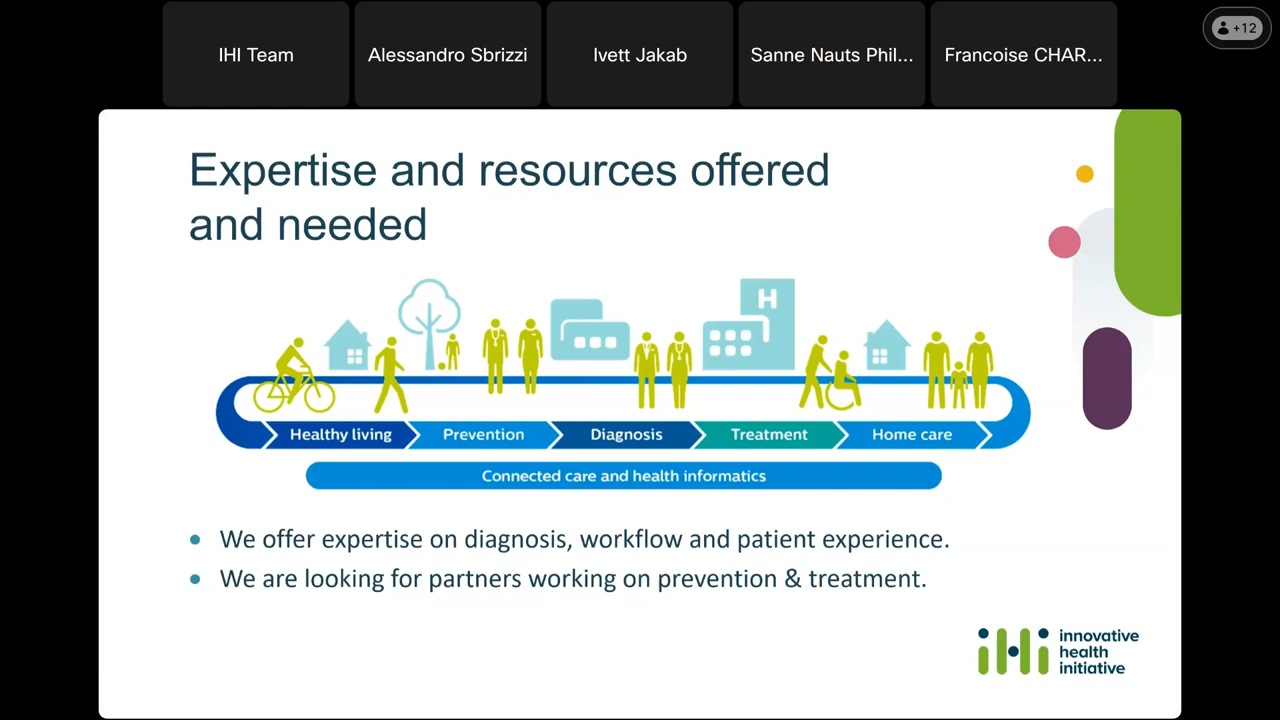 IHI Team
Alessandro Sbrizzi
Ivett Jakab
Sanne Nauts Phil...
Francoise CHAR...
+12
Expertise and resources offered
and needed
H
Healthy living
Prevention
Diagnosis
Treatment
Home care
Connected care and health informatics
• We offer expertise on diagnosis, workflow and patient experience.
• We are looking for partners working on prevention & treatment.
iHi
innovative
health
initiative